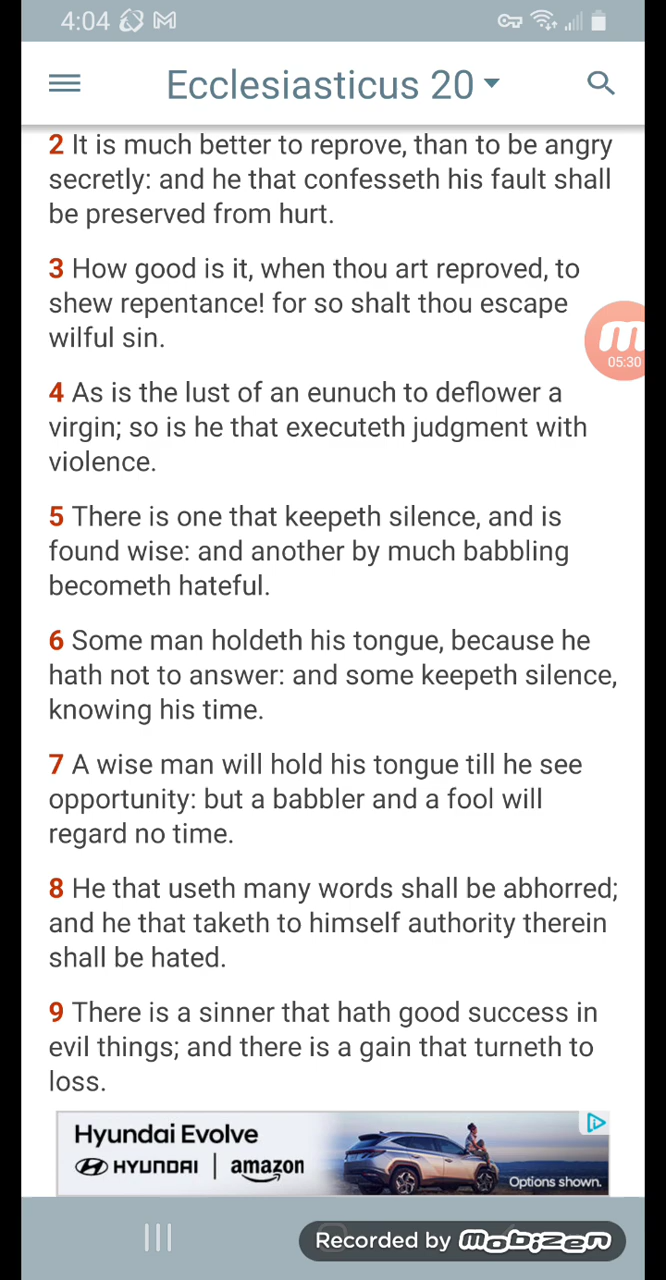 4:04
Ecclesiasticus 20
2 It is much better to reprove, than to be angry
secretly: and he that confesseth his fault shall
be preserved from hurt.
3 How good is it, when thou art reproved, to
shew repentance! for so shalt thou escape
wilful sin.
05:30
4 As is the lust of an eunuch to deflower a
virgin; so is he that executeth judgment with
violence.
5 There is one that keepeth silence, and is
found wise: and another by much babbling
becometh hateful.
6 Some man holdeth his tongue, because he
hath not to answer: and some keepeth silence,
knowing his time.
7 A wise man will hold his tongue till he see
opportunity: but a babbler and a fool will
regard no time.
8 He that useth many words shall be abhorred;
and he that taketh to himself authority therein
shall be hated.
9 There is a sinner that hath good success in
evil things; and there is a gain that turneth to
loss.
Hyundai Evolve
HYUNDAI | amazon
Options shown.
Recorded by mobizen